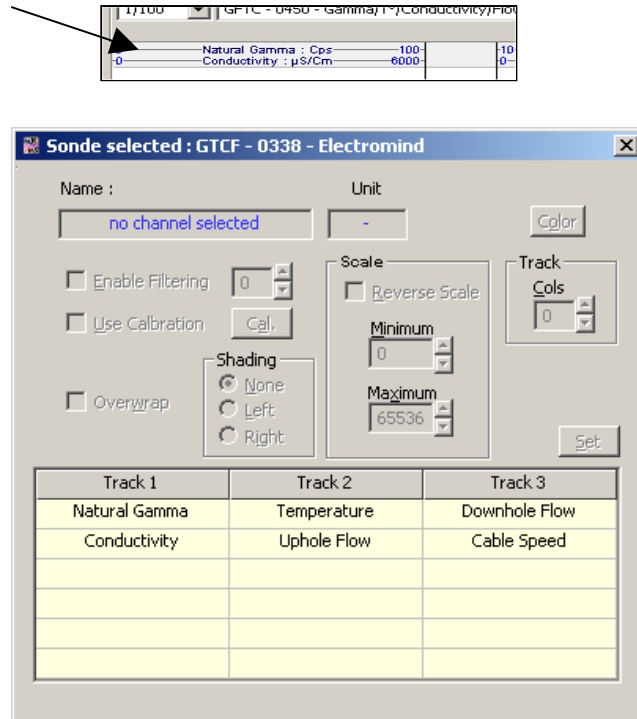 1/100 GFTC - 0450 - Gamma/T°/Conductivity/Flo
0 Natural Gamma : Cps 100 10
0 Conductivity : µS/Cm 6000 0
Sonde selected : GTCF - 0338 - Electromind
Name : Unit
no channel selected - Color
Scale Track
Enable Filtering 0 Reverse Scale Cols
0
Use Calbration Cal. Minimum
0
Shading
None Maximum
Overwrap Left 65536
Right Set
Track 1 Track 2 Track 3
Natural Gamma Temperature Downhole Flow
Conductivity Uphole Flow Cable Speed